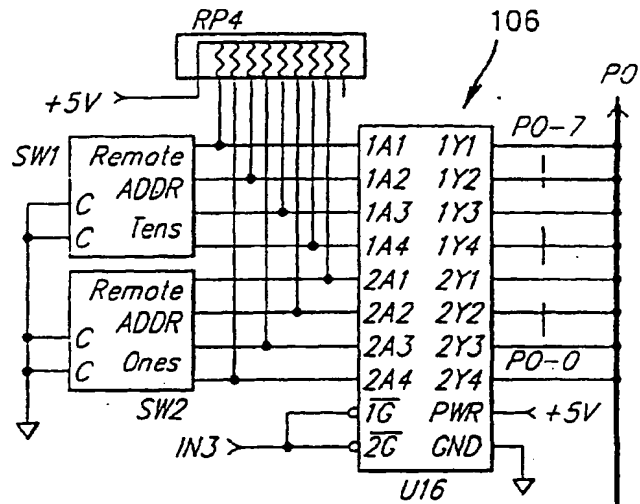 RP4
106
PO
+5V
SW1
Remote
ADDR
Tens
C
C
Remote
ADDR
Ones
C
C
SW2
1A1 1Y1
1A2 1Y2
1A3 1Y3
1A4 1Y4
2A1 2Y1
2A2 2Y2
2A3 2Y3
2A4 2Y4
1G PWR
2G GND
PO-7
PO-0
+5V
IN3
U16